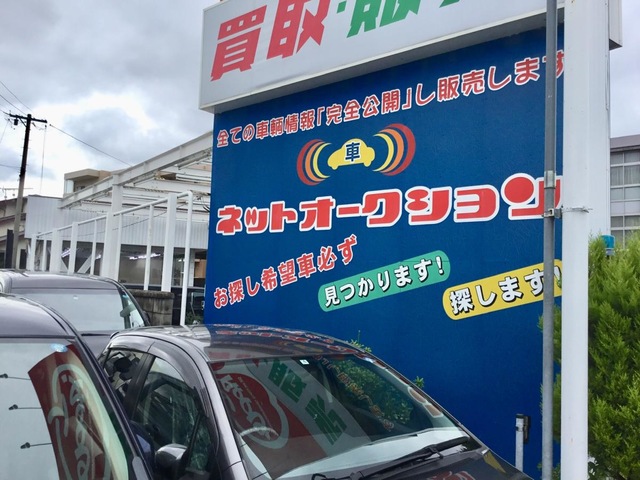 買取・販
全ての車輌情報「完全公開」し販売します
車
ネットオークション
お探し希望車必ず
見つかります!
探します!